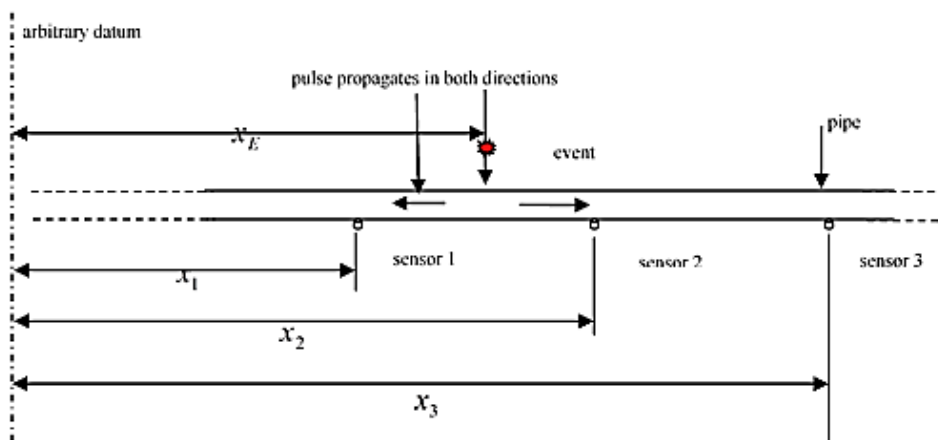 arbitrary datum
pulse propagates in both directions
x_E
event
pipe
sensor 1
sensor 2
sensor 3
x_1
x_2
x_3